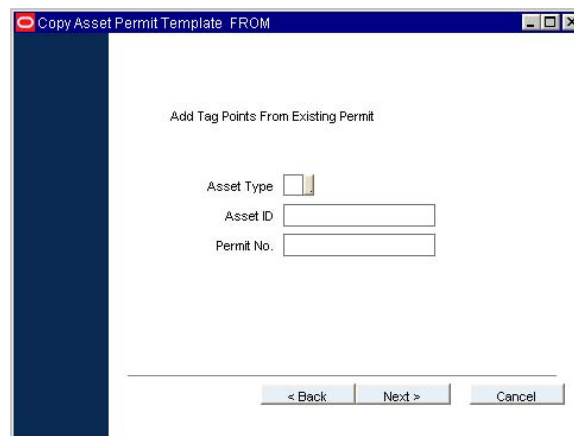 Copy Asset Permit Template FROM
Add Tag Points From Existing Permit
Asset Type
Asset ID
Permit No.
< Back Next > Cancel